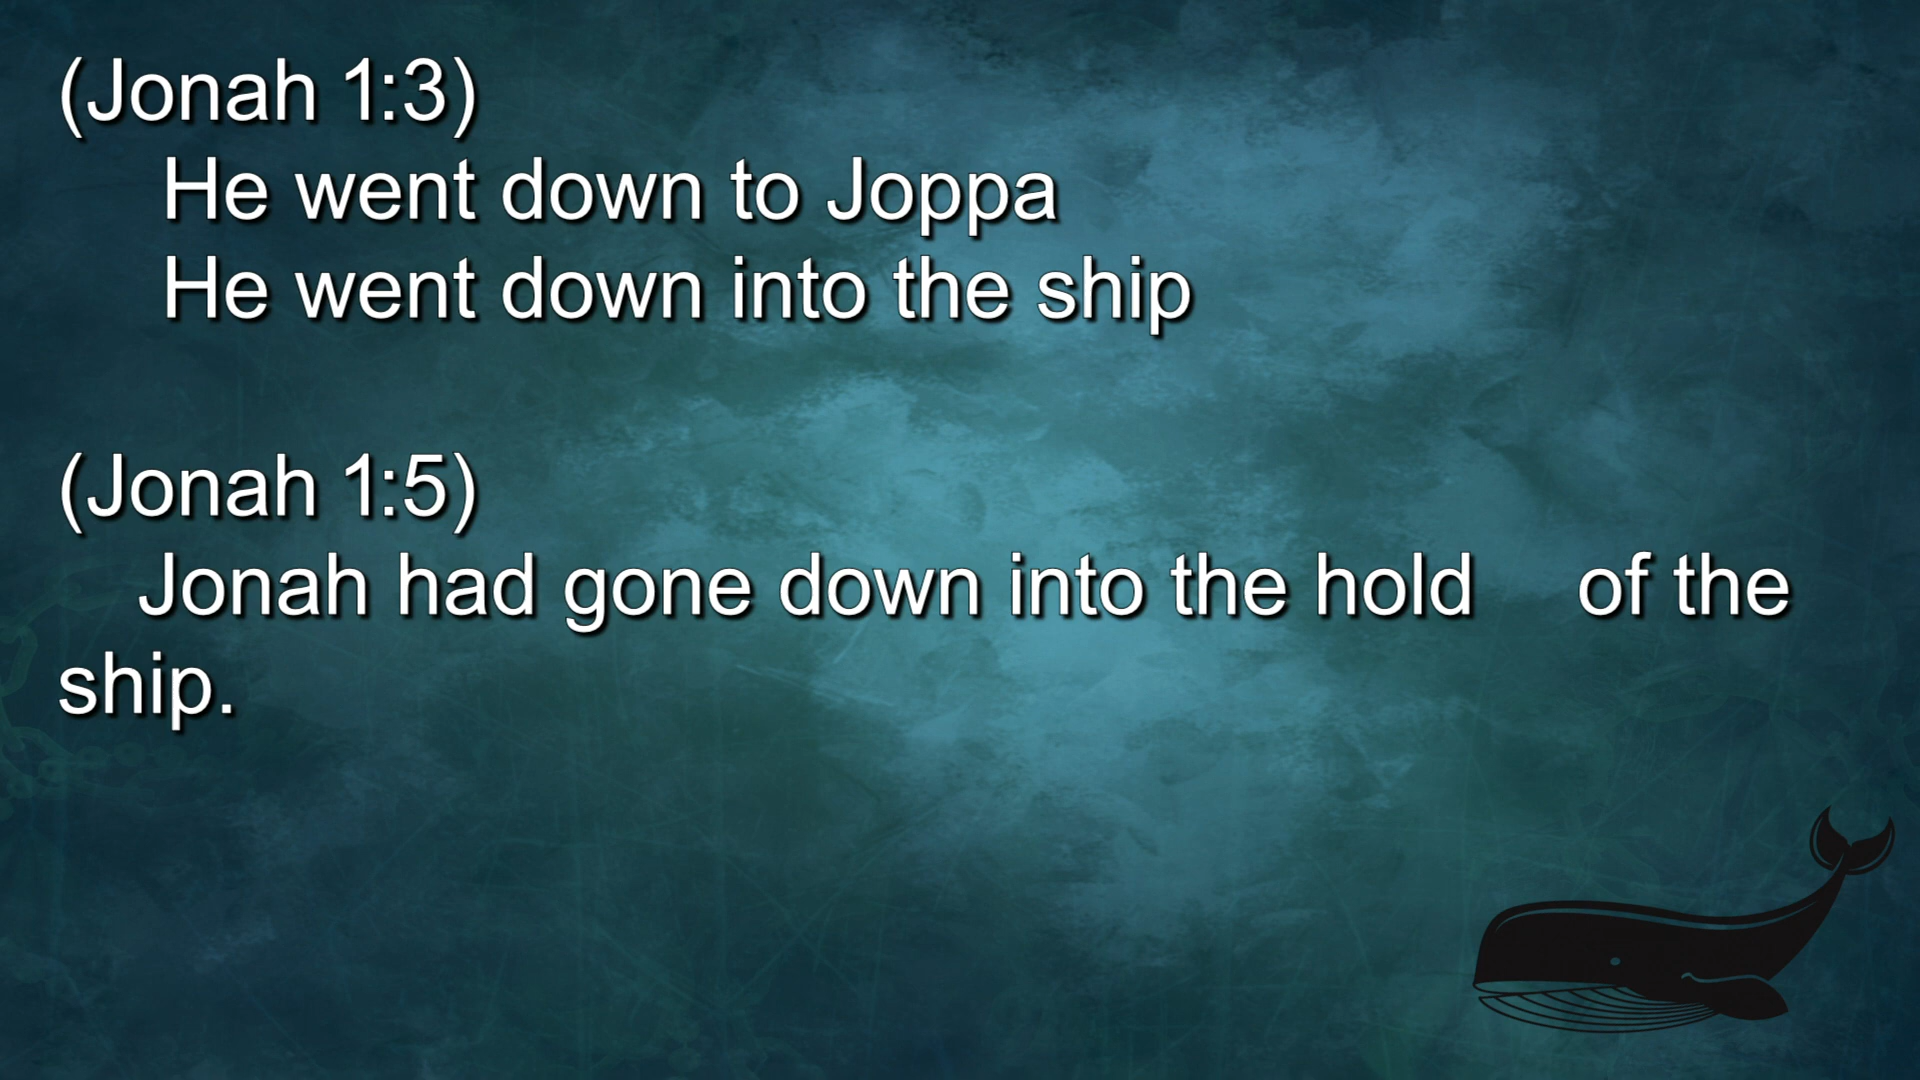 (Jonah 1:3)
He went down to Joppa
He went down into the ship
(Jonah 1:5)
Jonah had gone down into the hold of the
ship.